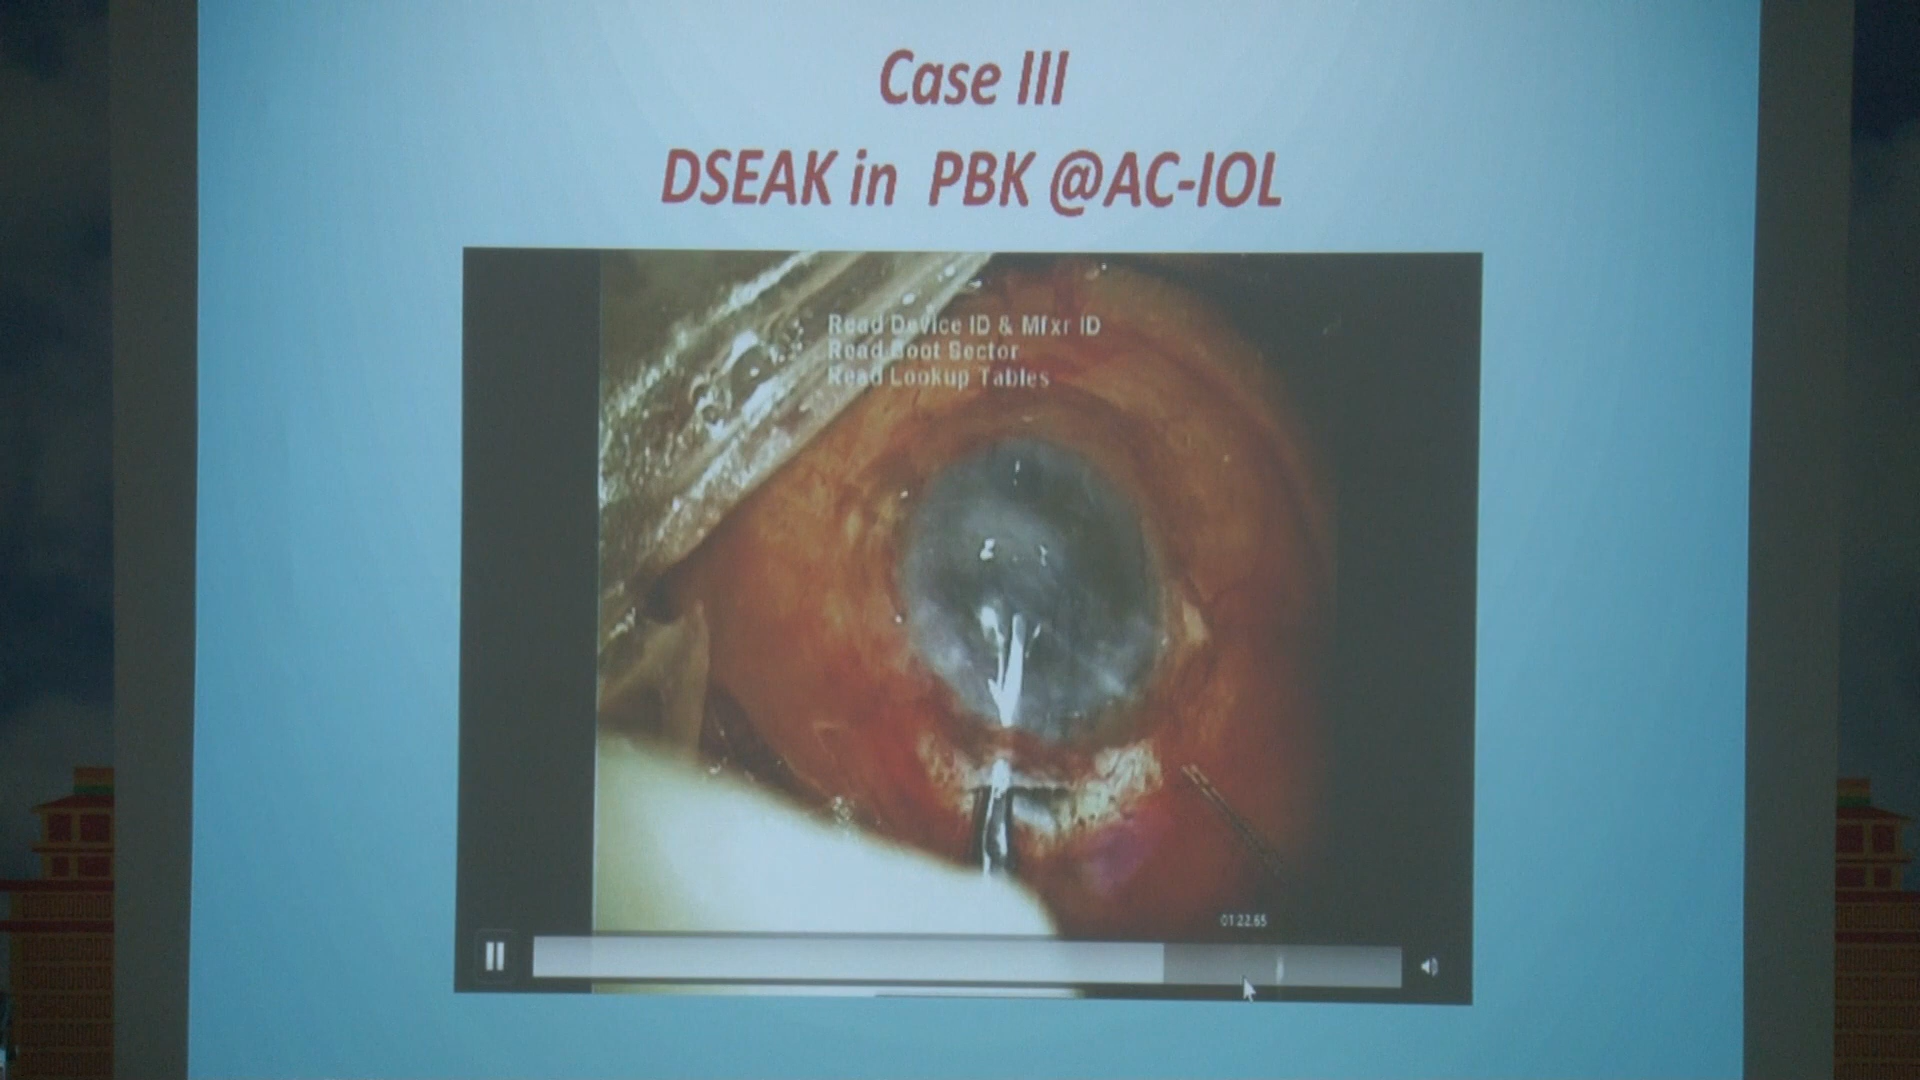 Case III
DSEAK in PBK @AC-IOL
Read Device ID & Mfxr ID
Read Boot Sector
Read Lookup Tables
01:22.65